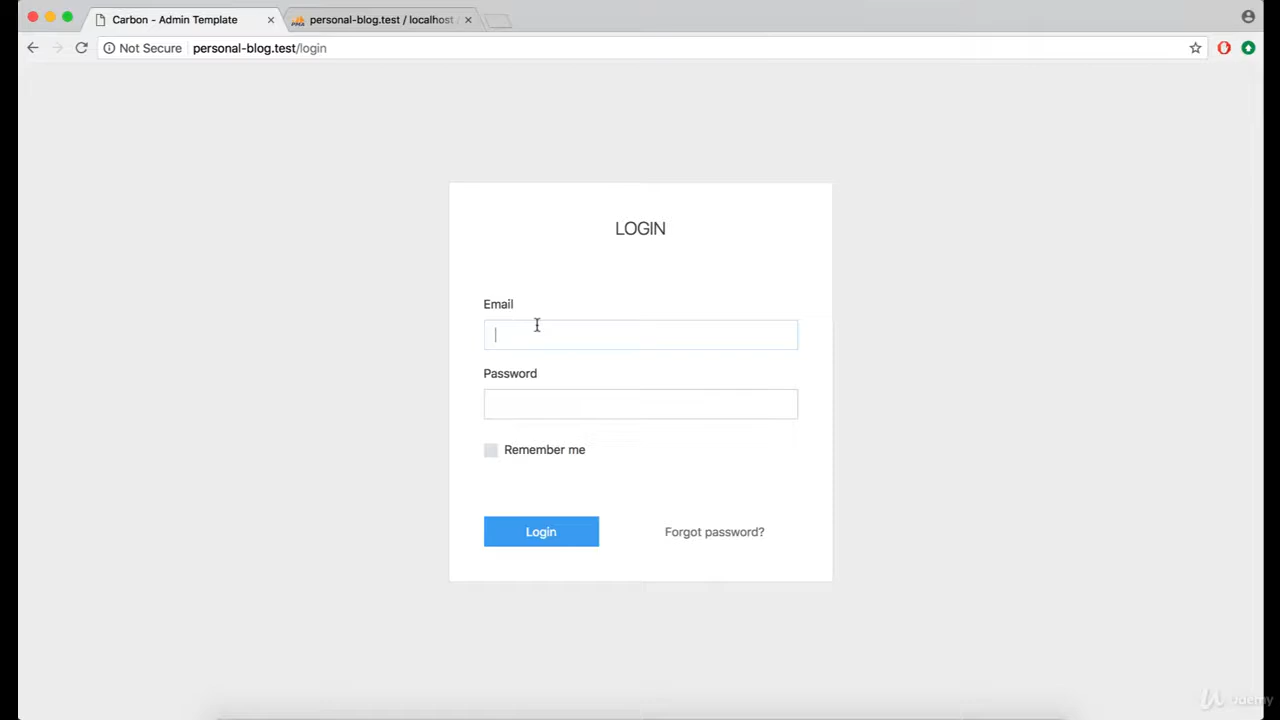 Carbon - Admin Template
personal-blog.test / localhost
Not Secure personal-blog.test/login
LOGIN
Email
Password
Remember me
Login Forgot password?
Udemy